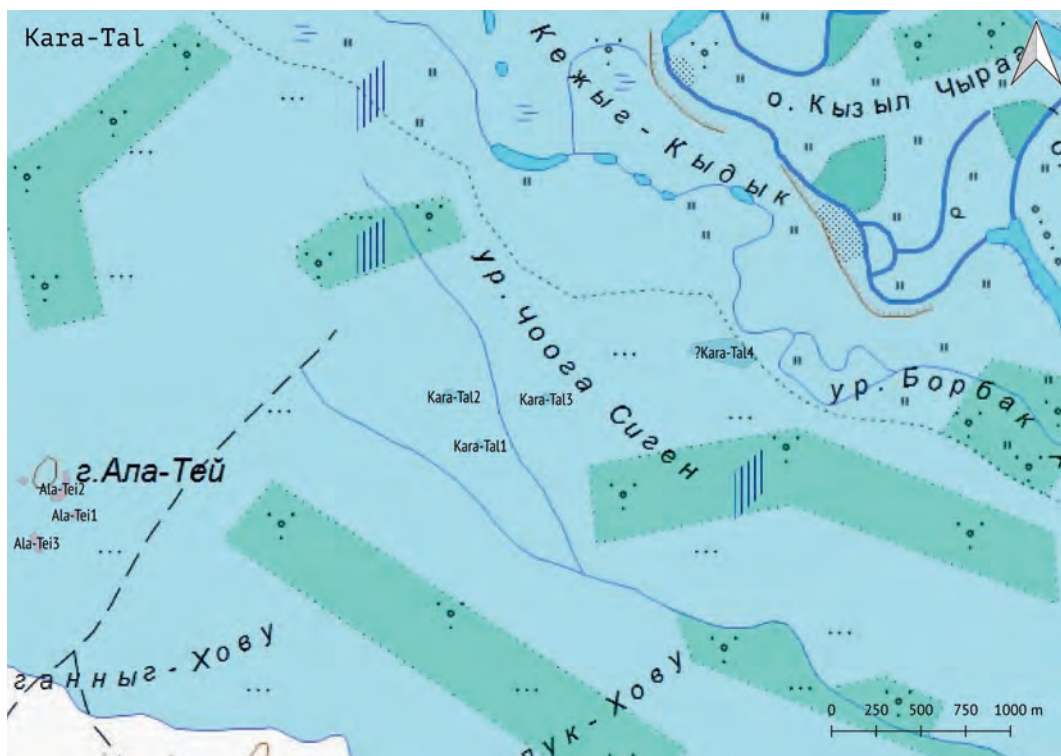 Kara-Tal
Кежыг-Кыдык
о. Кызыл Чыраа
ур. Чоога Сиген
?Kara-Tal4
ур. Борбак
Kara-Tal2
Kara-Tal3
Kara-Tal1
г.Ала-Тей
Ala-Tei2
Ala-Tei1
Ala-Tei3
ганныг-Хову
дук-Хову
0 250 500 750 1000 m